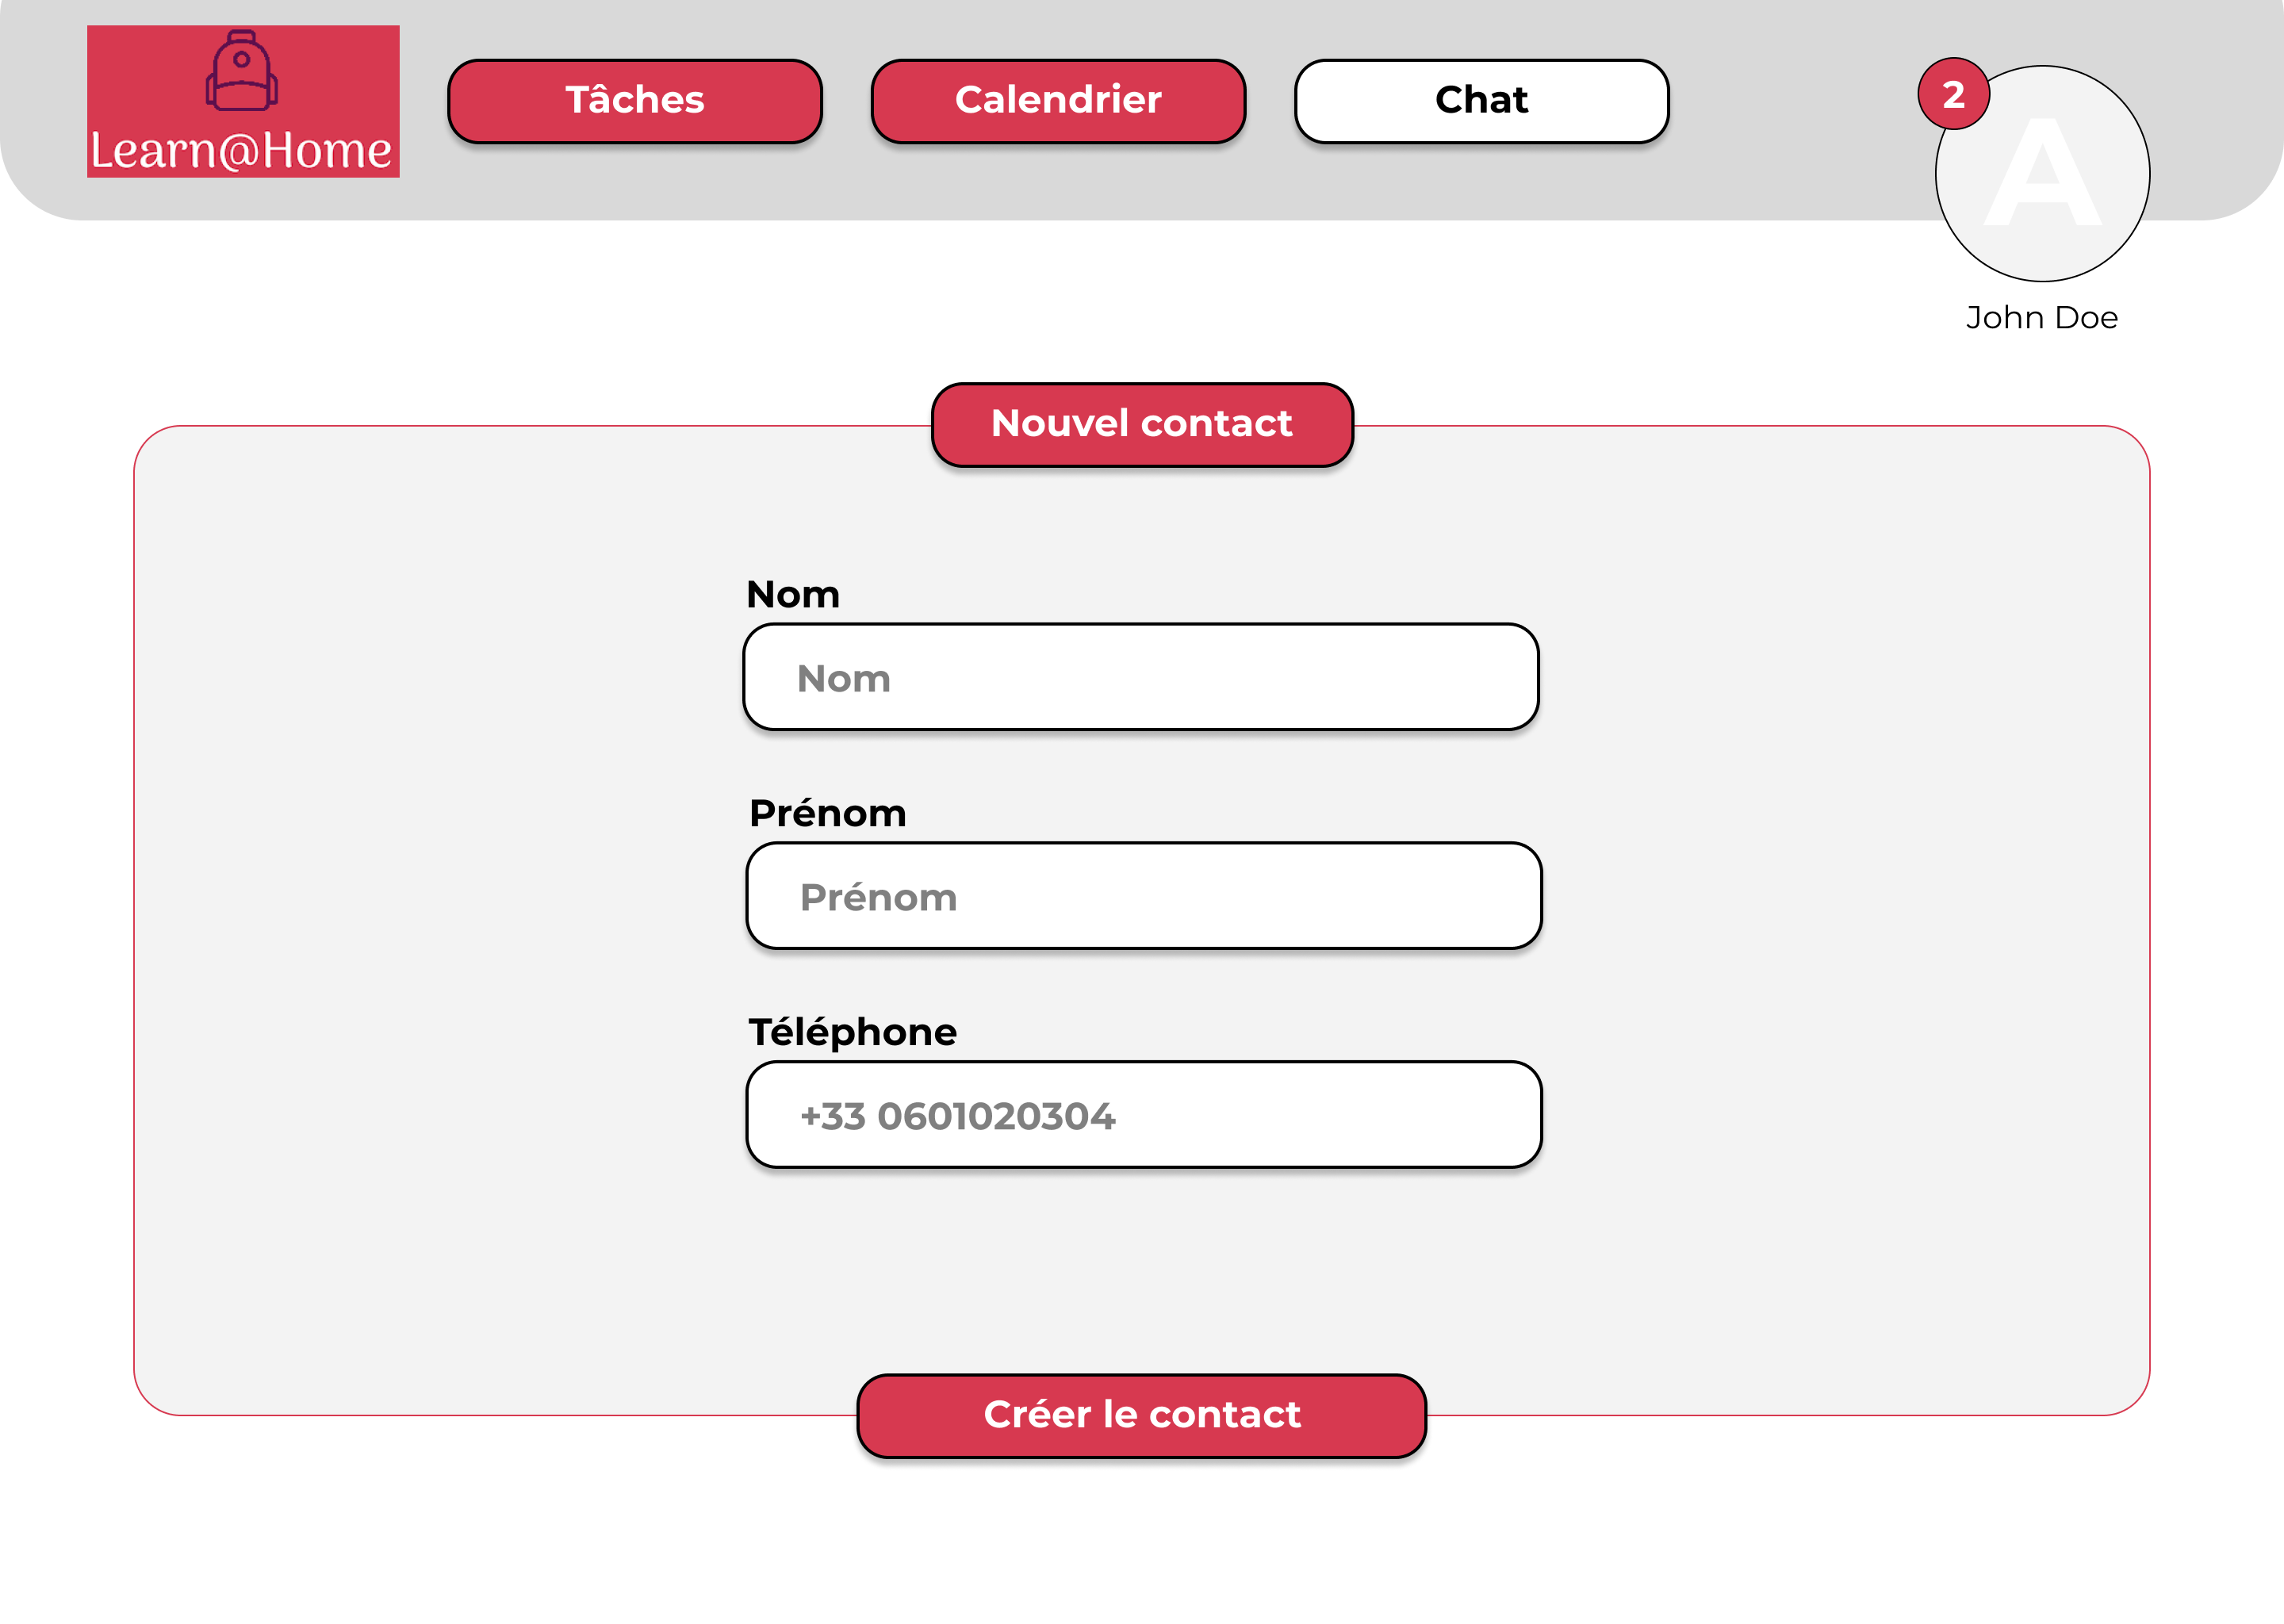 Learn@Home
Tâches
Calendrier
Chat
2
A
John Doe
Nouvel contact
Nom
Nom
Prénom
Prénom
Téléphone
+33 0601020304
Créer le contact